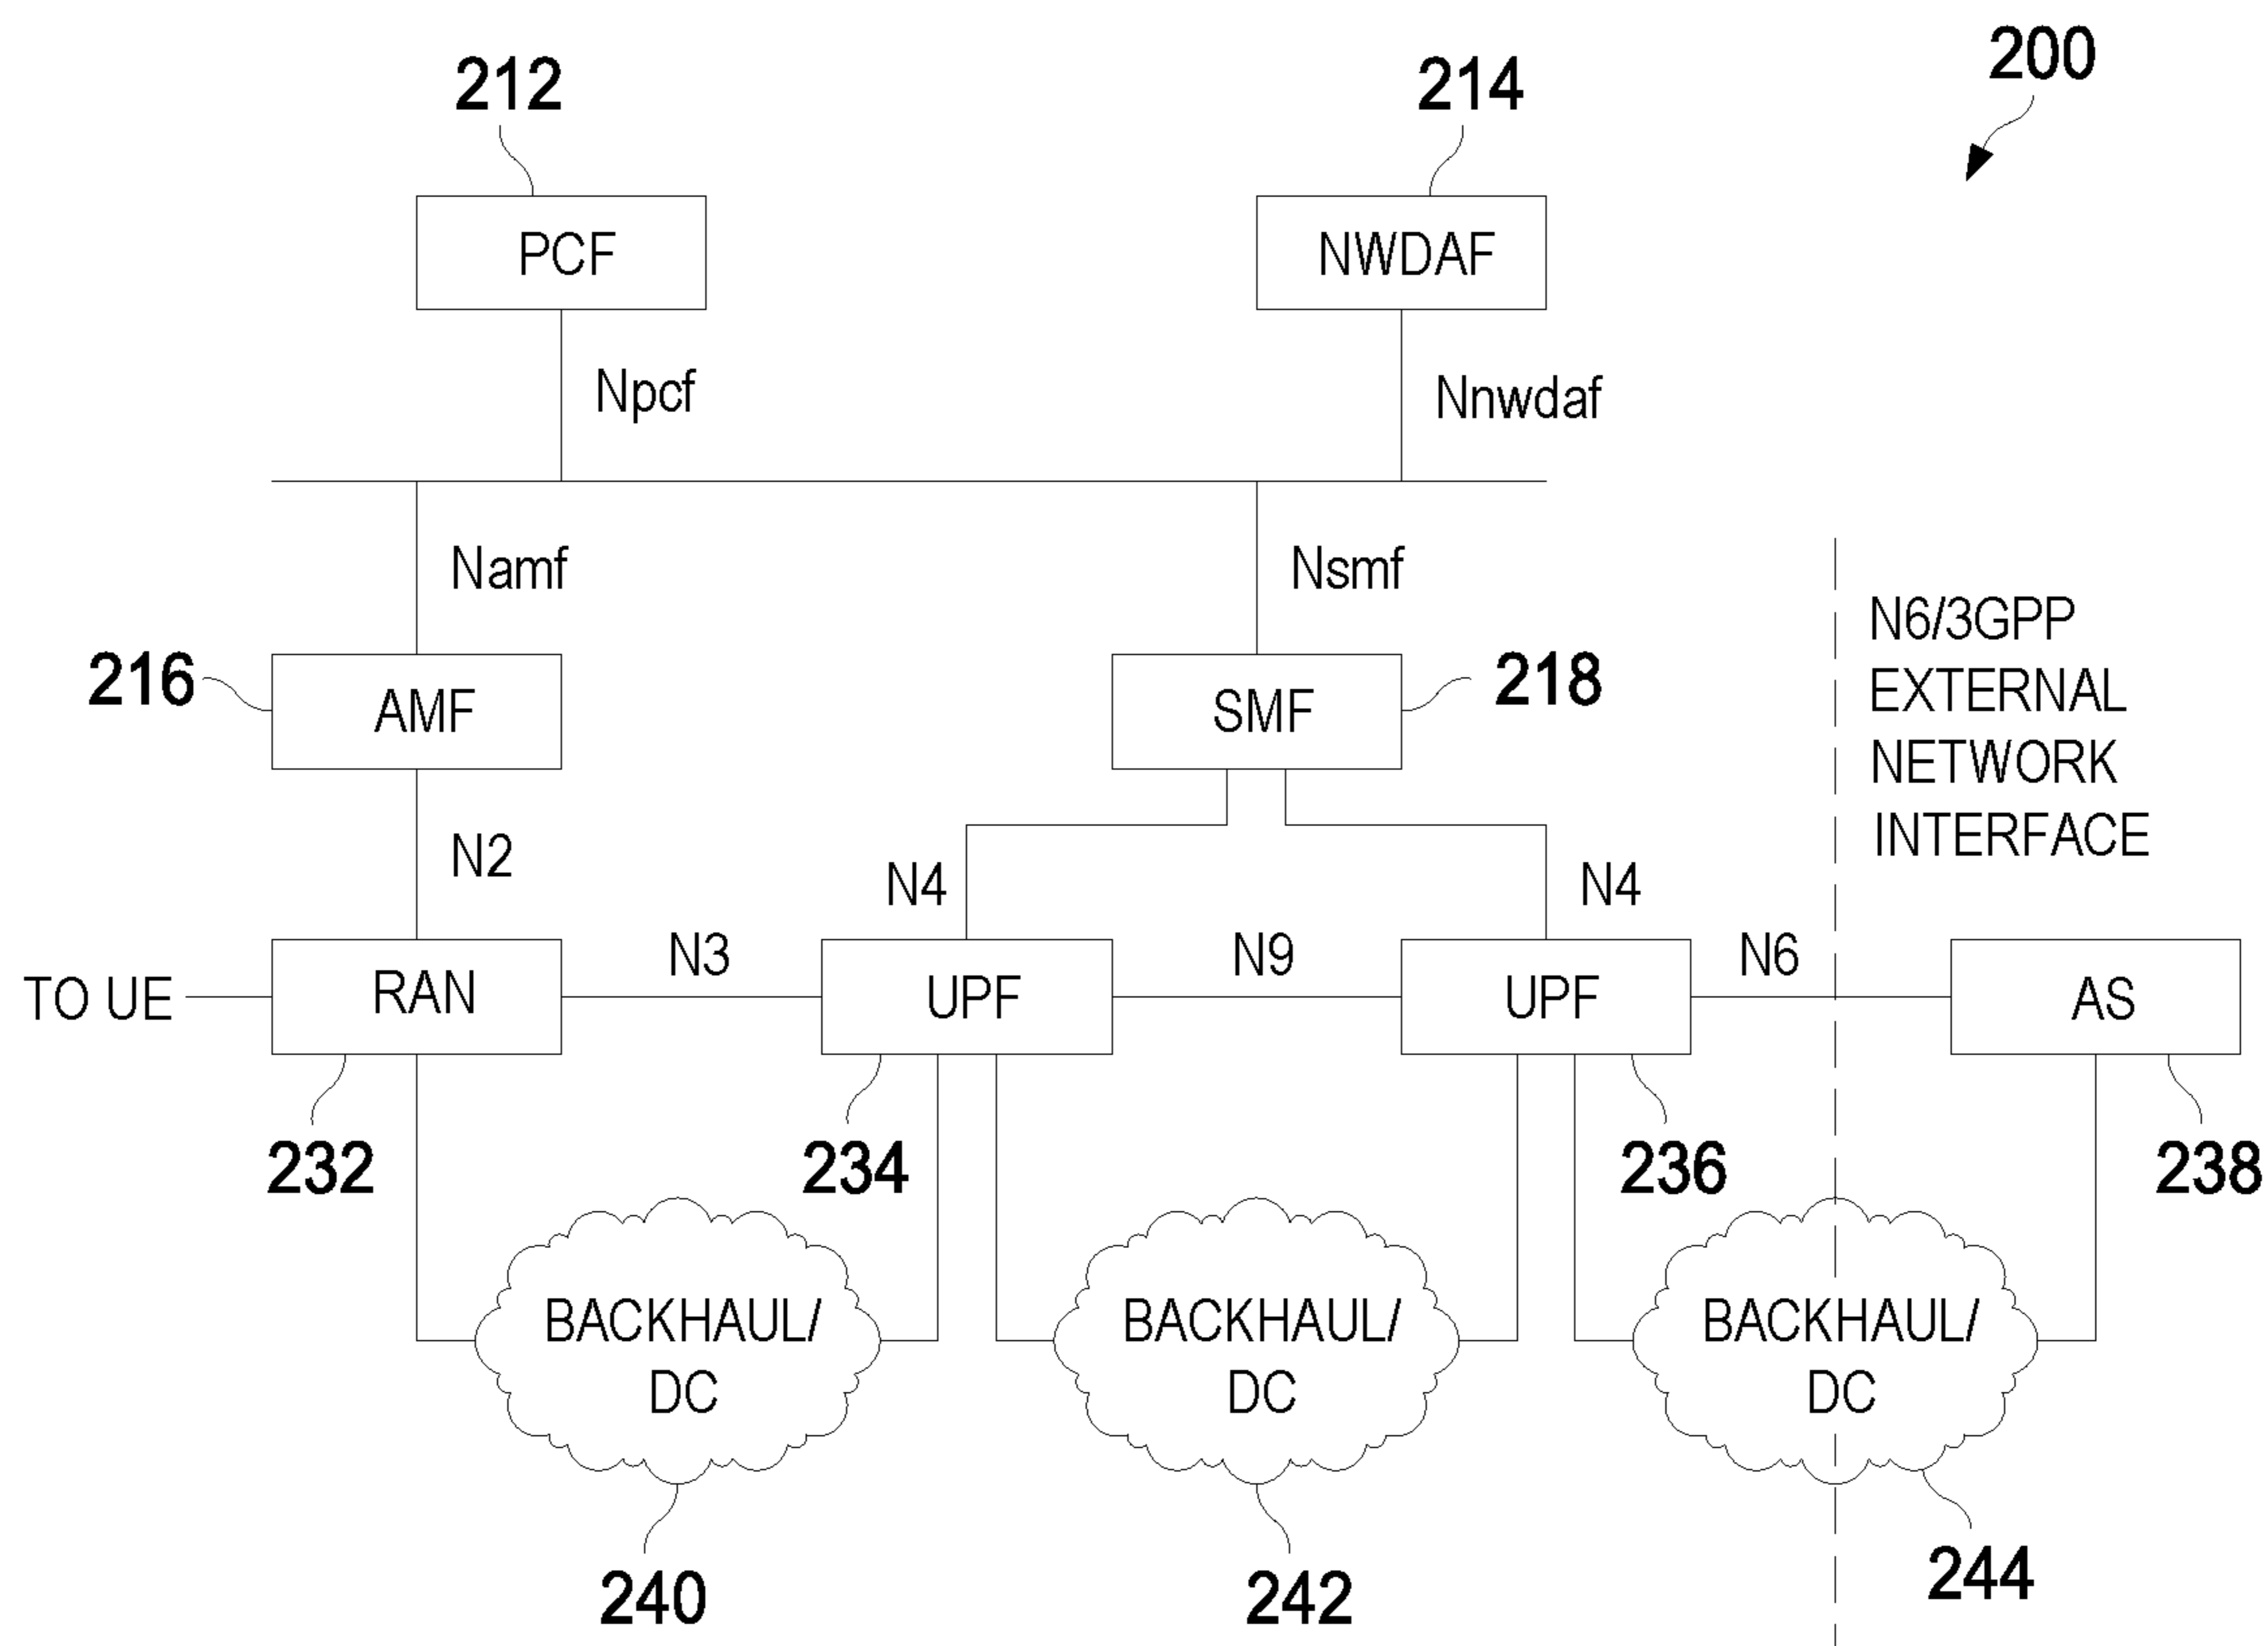 200
212
214
PCF
NWDAF
Npcf
Nnwdaf
Namf
Nsmf
N6/3GPP
EXTERNAL
NETWORK
INTERFACE
216
AMF
SMF
218
N2
N4
N4
TO UE
RAN
N3
UPF
N9
UPF
N6
AS
232
234
236
238
BACKHAUL/
DC
BACKHAUL/
DC
BACKHAUL/
DC
240
242
244